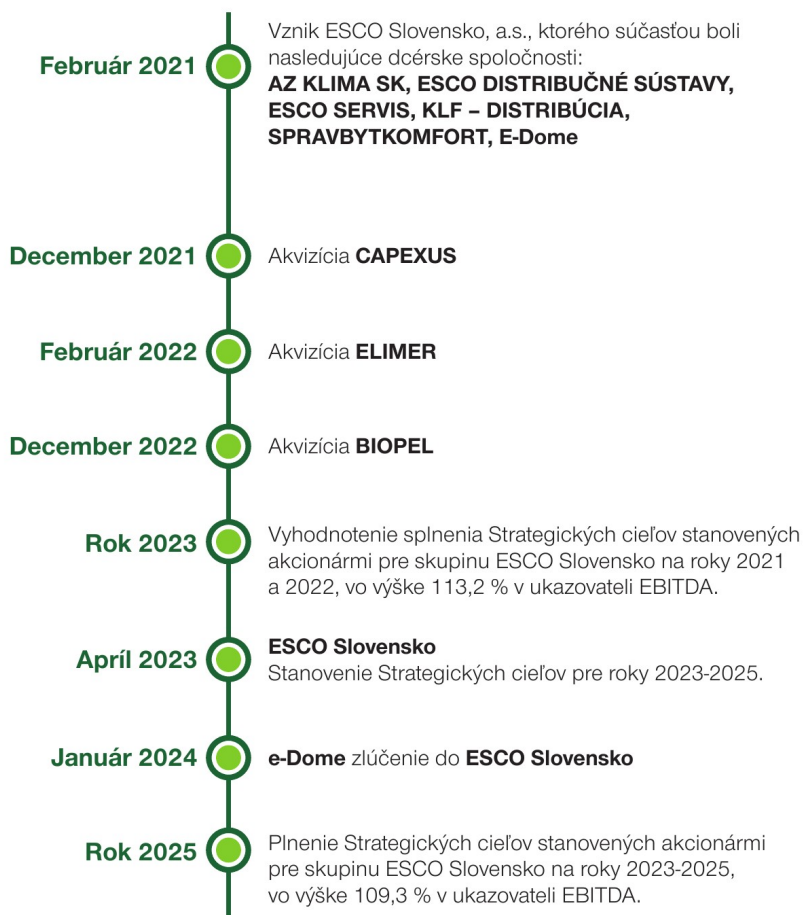 Február 2021
Vznik ESCO Slovensko, a.s., ktorého súčasťou boli
nasledujúce dcérske spoločnosti:
AZ KLIMA SK, ESCO DISTRIBUČNÉ SÚSTAVY,
ESCO SERVIS, KLF – DISTRIBÚCIA,
SPRAVBYTKOMFORT, E-Dome
December 2021
Akvizícia CAPEXUS
Február 2022
Akvizícia ELIMER
December 2022
Akvizícia BIOPEL
Rok 2023
Vyhodnotenie splnenia Strategických cieľov stanovených
akcionármi pre skupinu ESCO Slovensko na roky 2021
a 2022, vo výške 113,2 % v ukazovateli EBITDA.
Apríl 2023
ESCO Slovensko
Stanovenie Strategických cieľov pre roky 2023-2025.
Január 2024
e-Dome zlúčenie do ESCO Slovensko
Rok 2025
Plnenie Strategických cieľov stanovených akcionármi
pre skupinu ESCO Slovensko na roky 2023-2025,
vo výške 109,3 % v ukazovateli EBITDA.